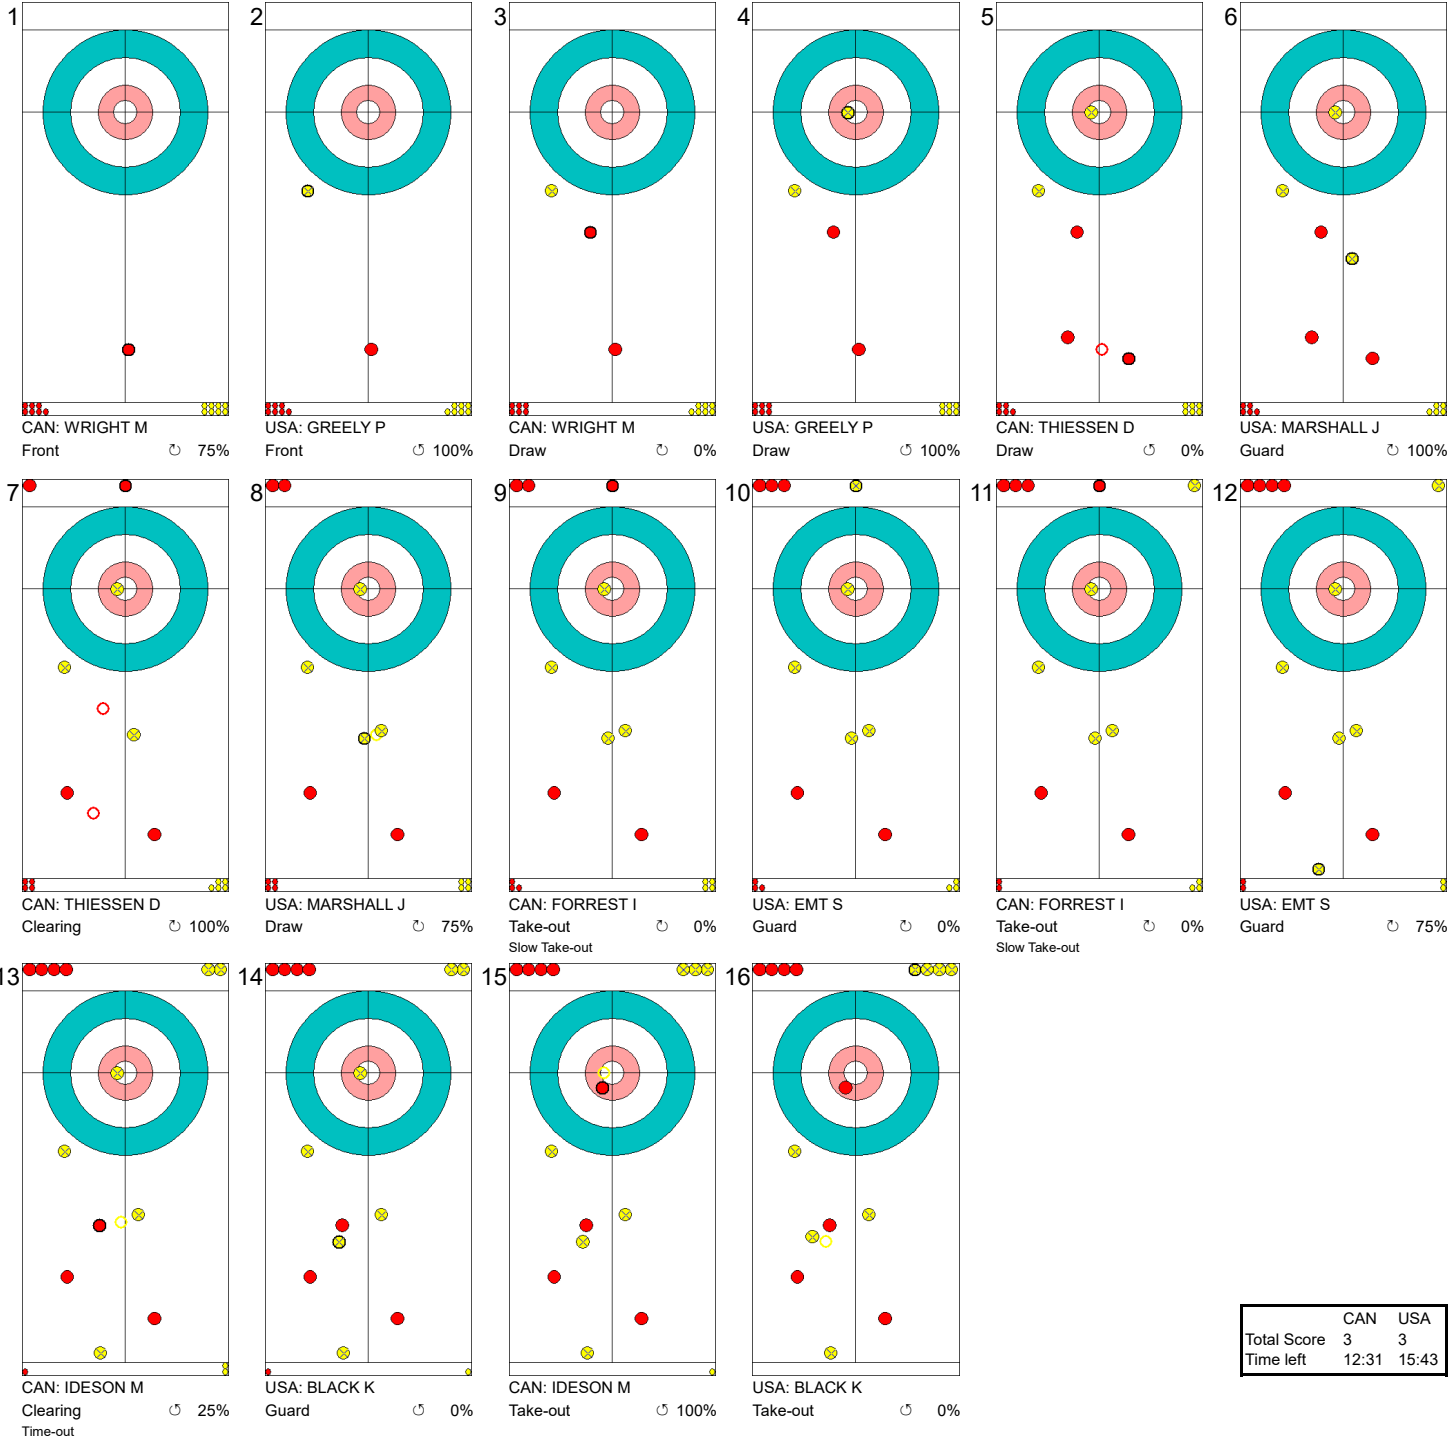 1
CAN: WRIGHT M
Front ↻ 75%
2
USA: GREELY P
Front ↺ 100%
3
CAN: WRIGHT M
Draw ↻ 0%
4
USA: GREELY P
Draw ↺ 100%
5
CAN: THIESSEN D
Draw ↺ 0%
6
USA: MARSHALL J
Guard ↻ 100%
7
CAN: THIESSEN D
Clearing ↻ 100%
8
USA: MARSHALL J
Draw ↻ 75%
9
CAN: FORREST I
Take-out ↻ 0%
Slow Take-out
10
USA: EMT S
Guard ↻ 0%
11
CAN: FORREST I
Take-out ↻ 0%
Slow Take-out
12
USA: EMT S
Guard ↻ 75%
13
CAN: IDESON M
Clearing ↺ 25%
Time-out
14
USA: BLACK K
Guard ↺ 0%
15
CAN: IDESON M
Take-out ↺ 100%
16
USA: BLACK K
Take-out ↺ 0%
CAN USA
Total Score 3 3
Time left 12:31 15:43